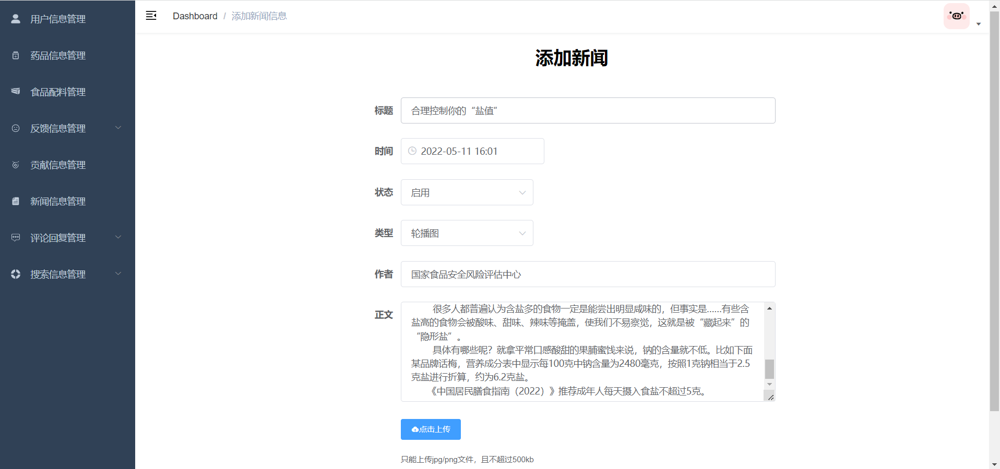 用户信息管理
药品信息管理
食品配料管理
反馈信息管理
贡献信息管理
新闻信息管理
评论回复管理
搜索信息管理
Dashboard / 添加新闻信息
添加新闻
标题 合理控制你的“盐值”
时间 2022-05-11 16:01
状态 启用
类型 轮播图
作者 国家食品安全风险评估中心
正文
很多人都普遍认为含盐多的食物一定是能尝出明显咸味的，但事实是……有些含
盐高的食物会被酸味、甜味、辣味等掩盖，使我们不易察觉，这就是被“藏起来”的
“隐形盐”。
具体有哪些呢？就拿平常口感酸甜的果脯蜜饯来说，钠的含量就不低。比如下面
某品牌话梅，营养成分表中显示每100克中钠含量为2480毫克，按照1克钠相当于2.5
克盐进行折算，约为6.2克盐。
《中国居民膳食指南（2022）》推荐成年人每天摄入食盐不超过5克。
点击上传
只能上传jpg/png文件，且不超过500kb